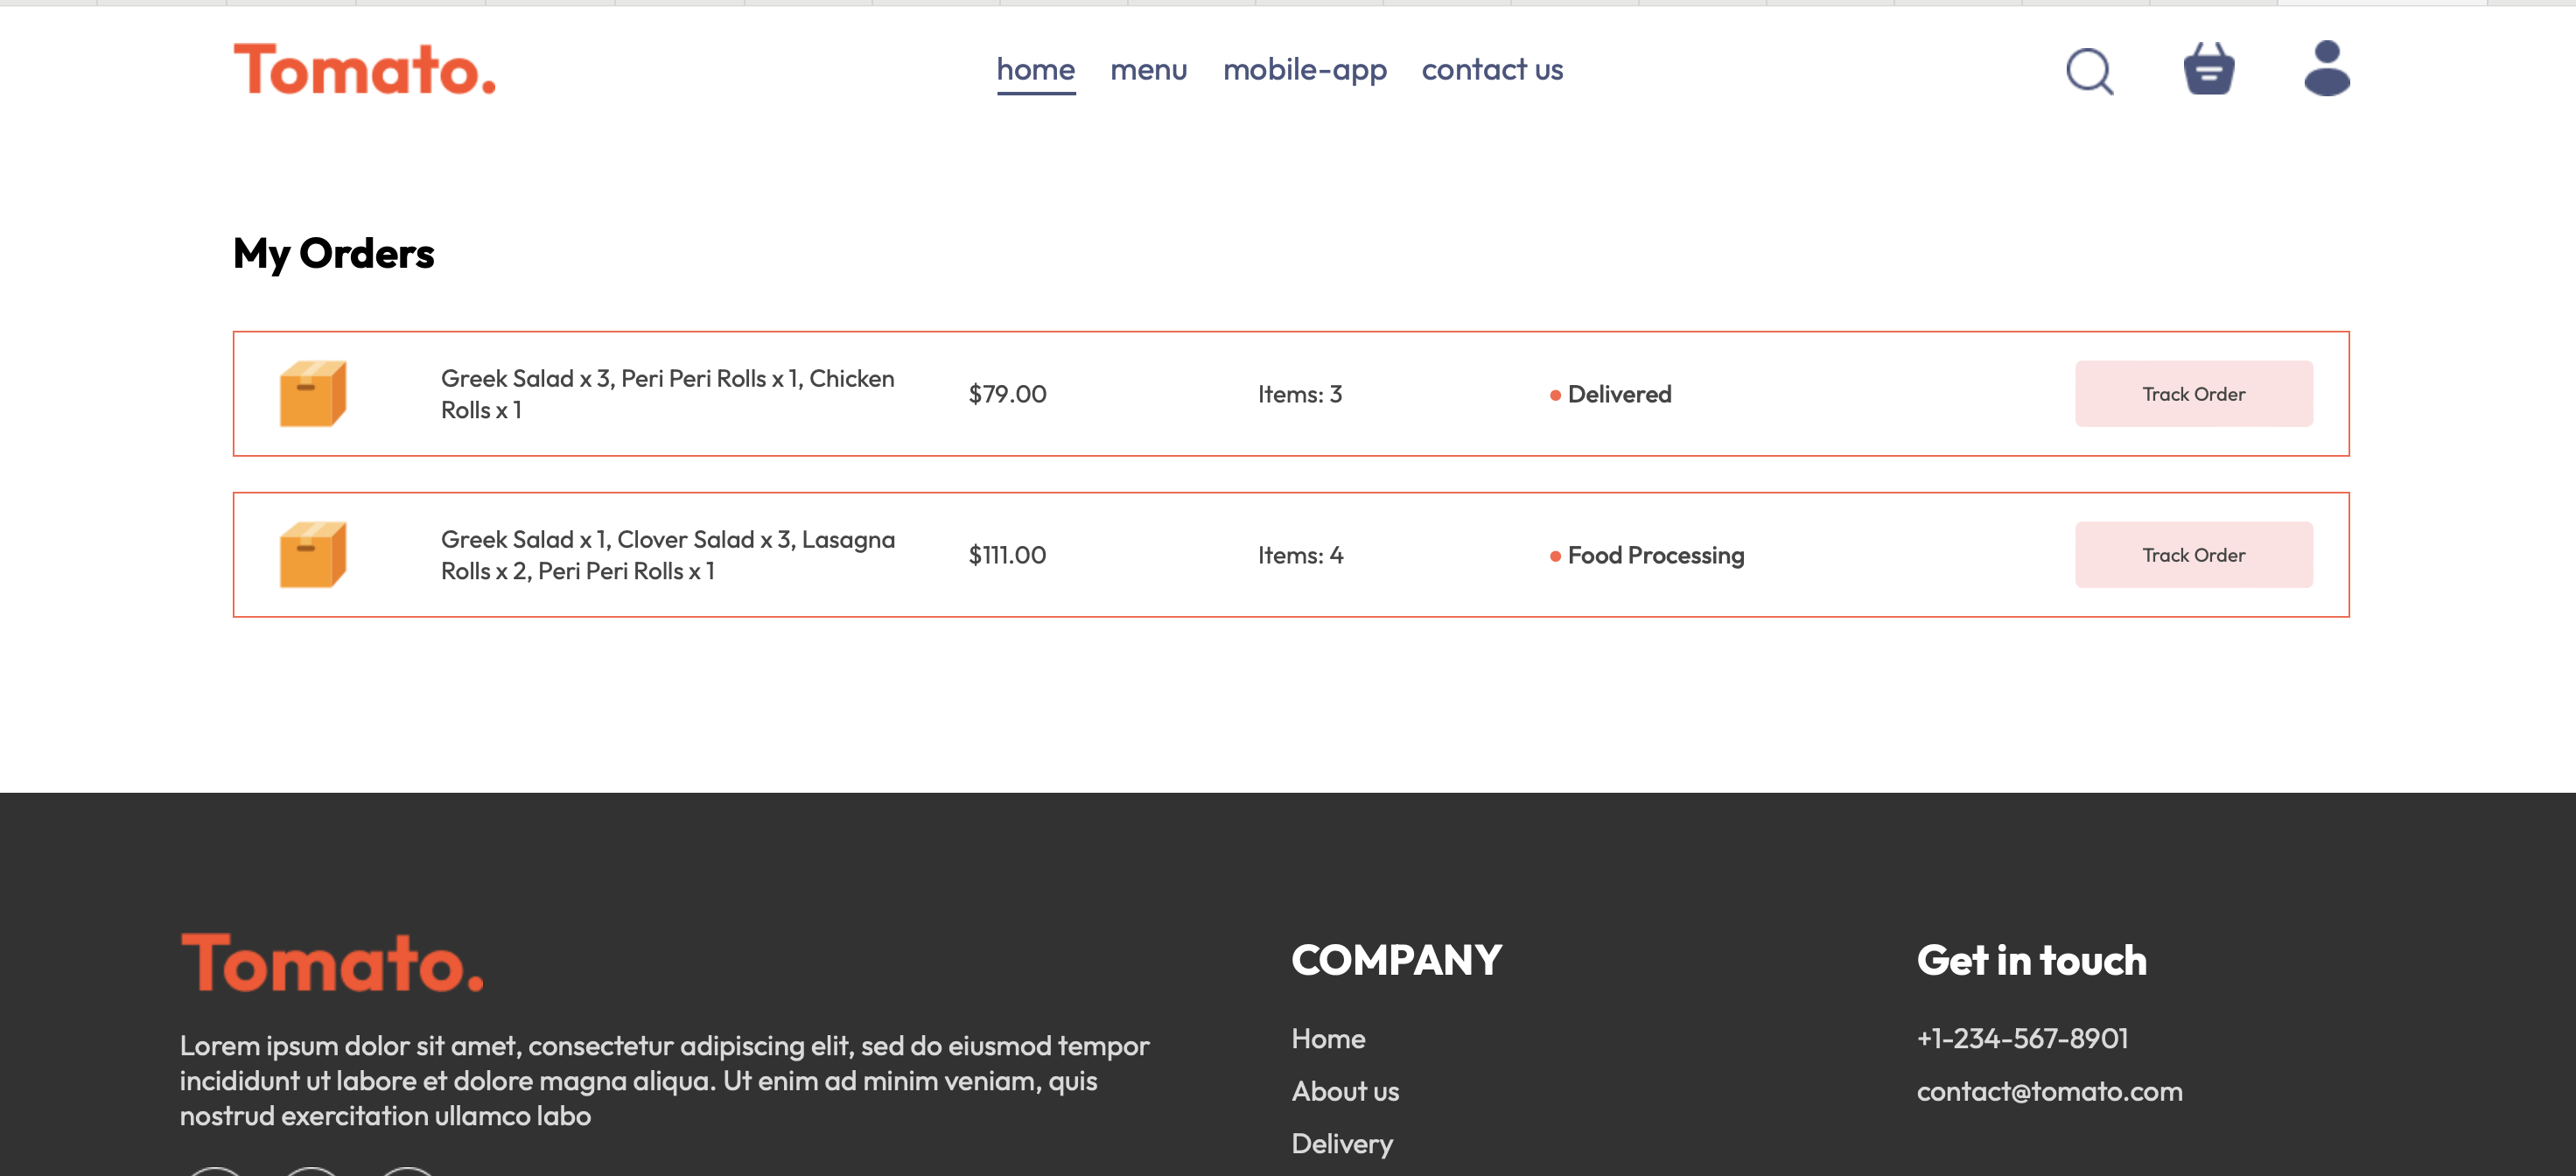 Tomato.
home menu mobile-app contact us
My Orders
Greek Salad x 3, Peri Peri Rolls x 1, Chicken
Rolls x 1
$79.00
Items: 3
Delivered
Track Order
Greek Salad x 1, Clover Salad x 3, Lasagna
Rolls x 2, Peri Peri Rolls x 1
$111.00
Items: 4
Food Processing
Track Order
Tomato.
Lorem ipsum dolor sit amet, consectetur adipiscing elit, sed do eiusmod tempor
incididunt ut labore et dolore magna aliqua. Ut enim ad minim veniam, quis
nostrud exercitation ullamco labo
COMPANY
Home
About us
Delivery
Get in touch
+1-234-567-8901
contact@tomato.com